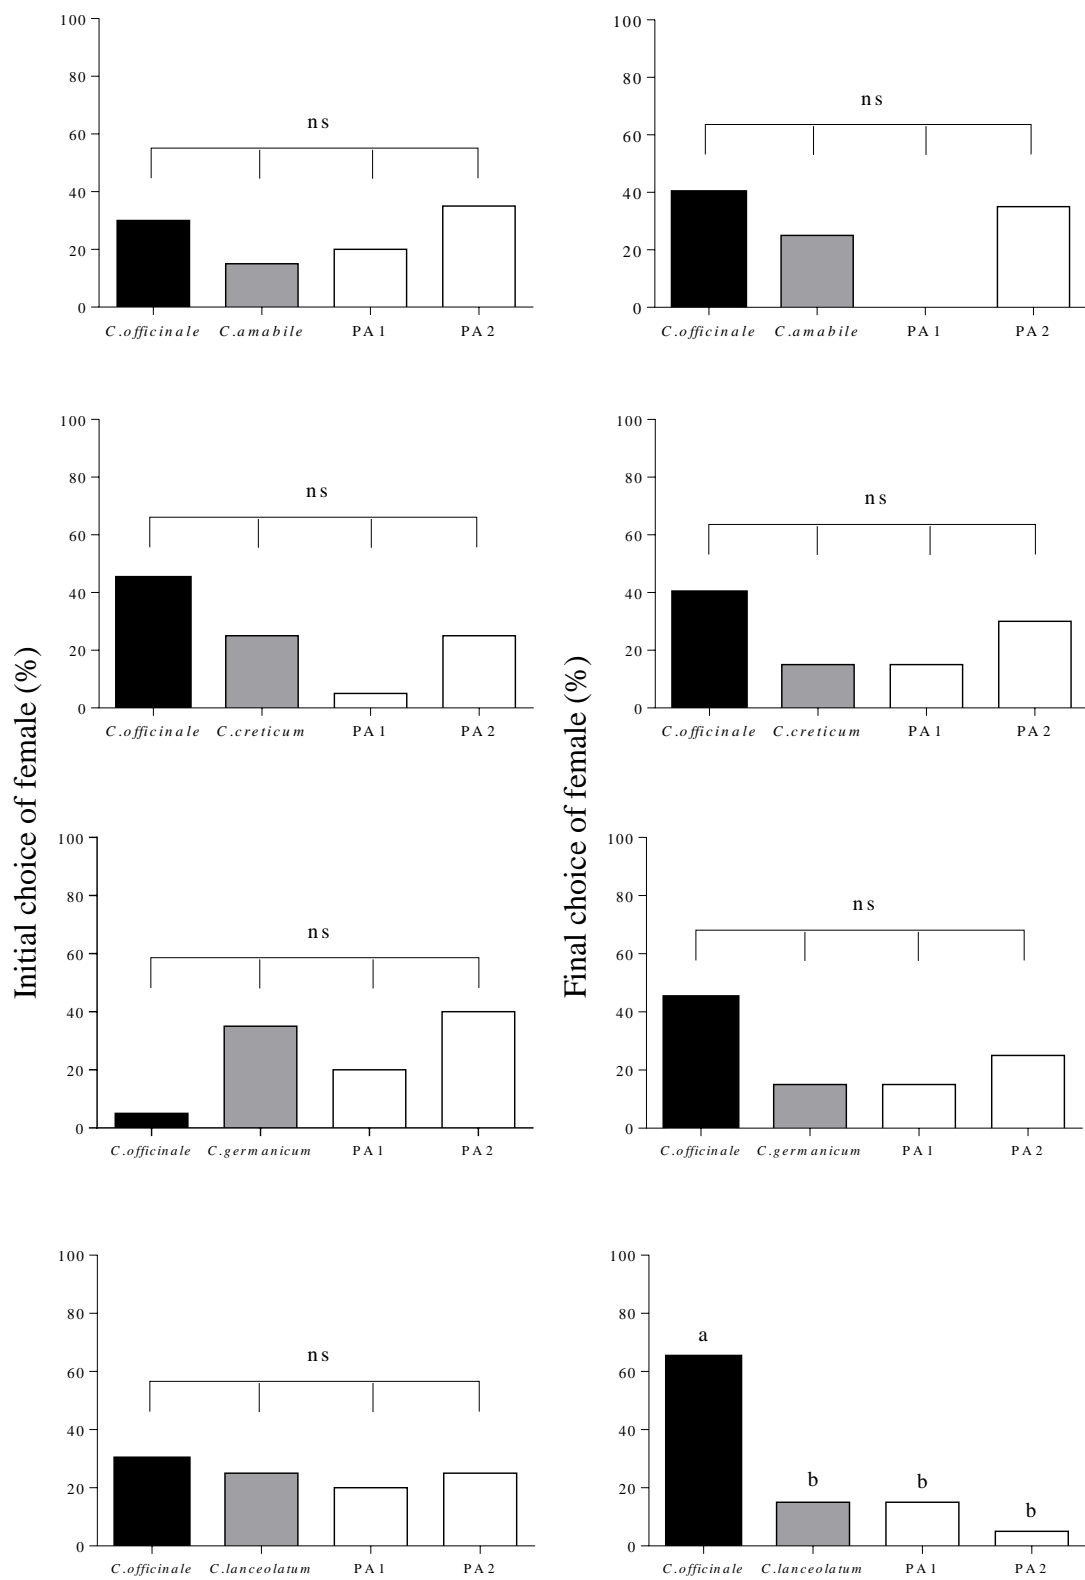 Initial choice of female (%)
100
80
60
40
20
0
ns
C.officinale C.amabile PA1 PA2
Final choice of female (%)
100
80
60
40
20
0
ns
C.officinale C.amabile PA1 PA2
100
80
60
40
20
0
ns
C.officinale C.creticum PA1 PA2
100
80
60
40
20
0
ns
C.officinale C.creticum PA1 PA2
100
80
60
40
20
0
ns
C.officinale C.germanicum PA1 PA2
100
80
60
40
20
0
ns
C.officinale C.germanicum PA1 PA2
100
80
60
40
20
0
ns
C.officinale C.lanceolatum PA1 PA2
100
80
60
40
20
0
a
b
b
b
C.officinale C.lanceolatum PA1 PA2